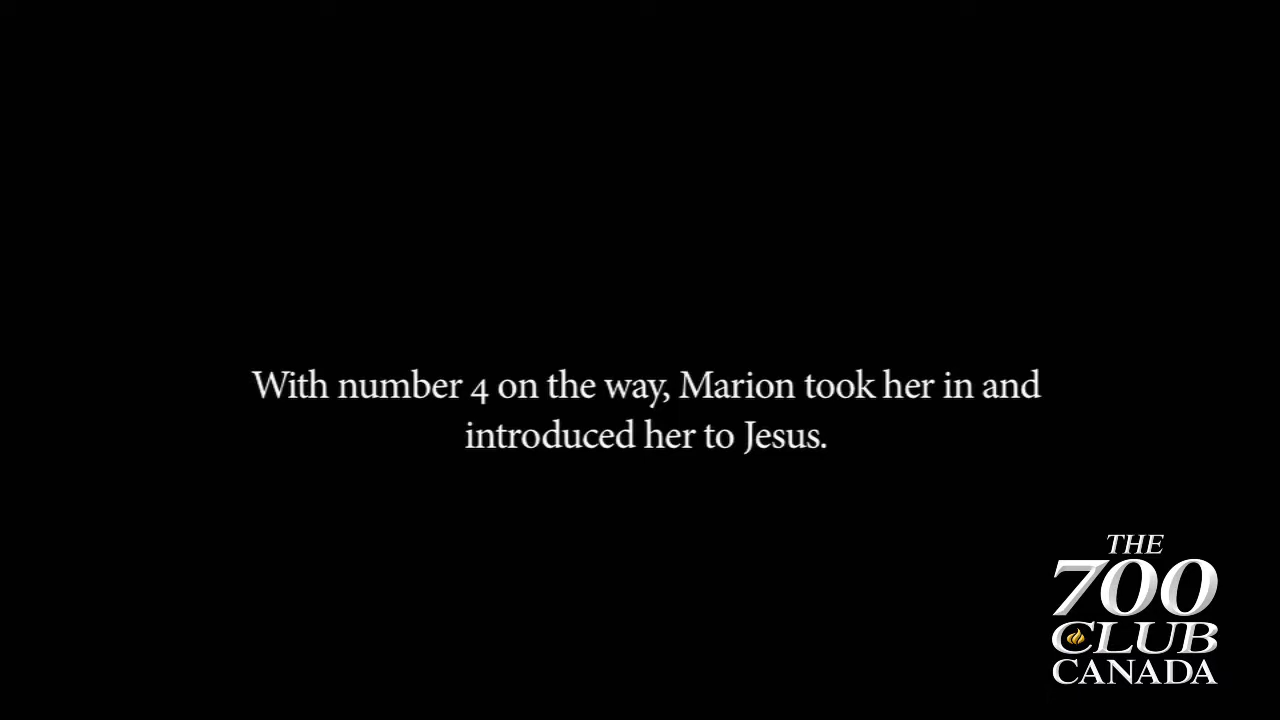 With number 4 on the way, Marion took her in and
introduced her to Jesus.
THE
700
CLUB
CANADA